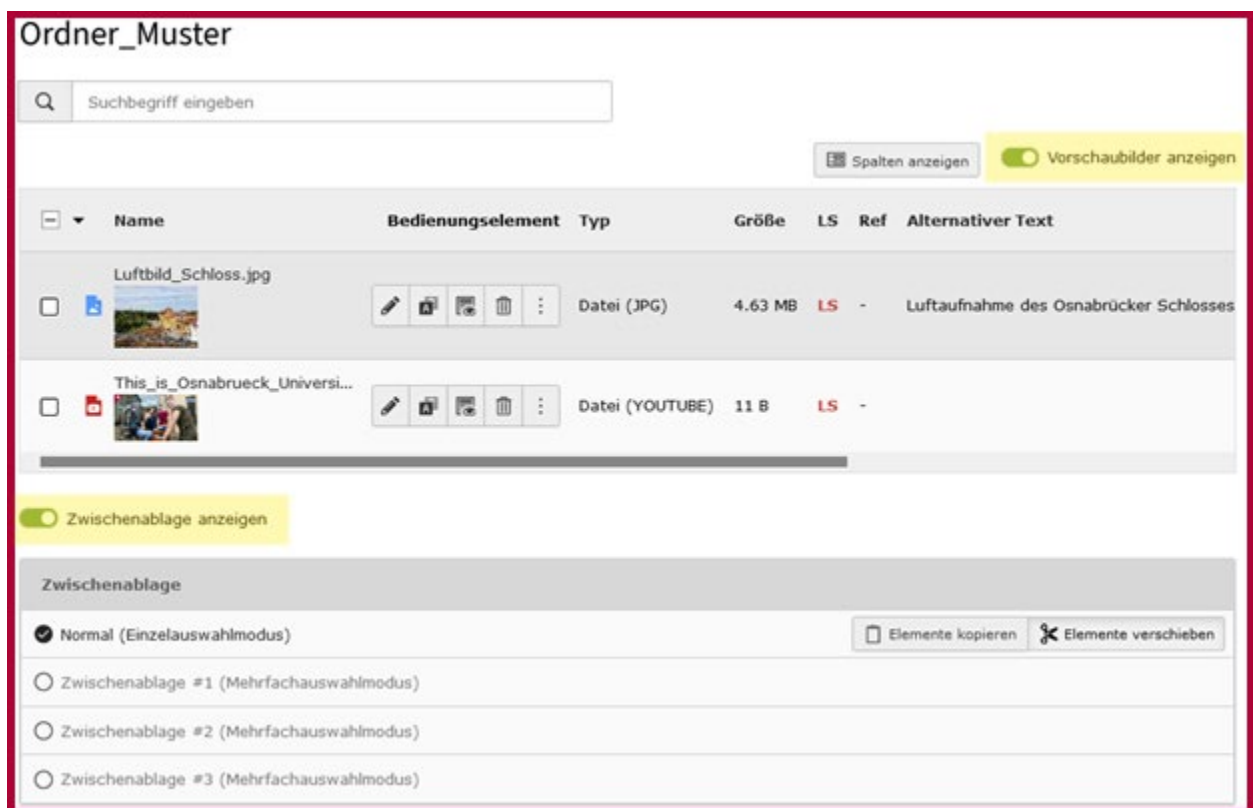 Ordner_Muster
Suchbegriff eingeben
Spalten anzeigen Vorschaubilder anzeigen
Name Bedienungselement Typ Größe LS Ref Alternativer Text
Luftbild_Schloss.jpg
Datei (JPG) 4.63 MB LS - Luftaufnahme des Osnabrücker Schlosses
This_is_Osnabrueck_Universi...
Datei (YOUTUBE) 11 B LS -
Zwischenablage anzeigen
Zwischenablage
Normal (Einzelauswahlmodus) Elemente kopieren Elemente verschieben
Zwischenablage #1 (Mehrfachauswahlmodus)
Zwischenablage #2 (Mehrfachauswahlmodus)
Zwischenablage #3 (Mehrfachauswahlmodus)